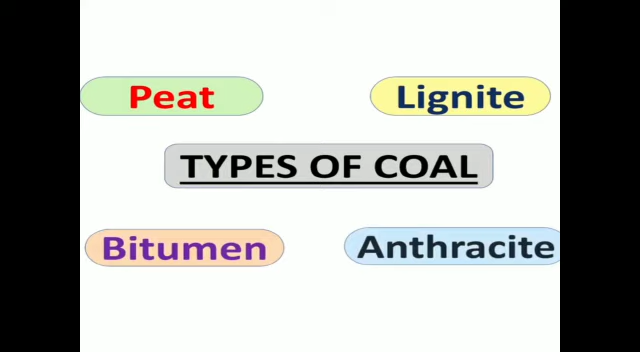 Peat
Lignite
TYPES OF COAL
Bitumen
Anthracite